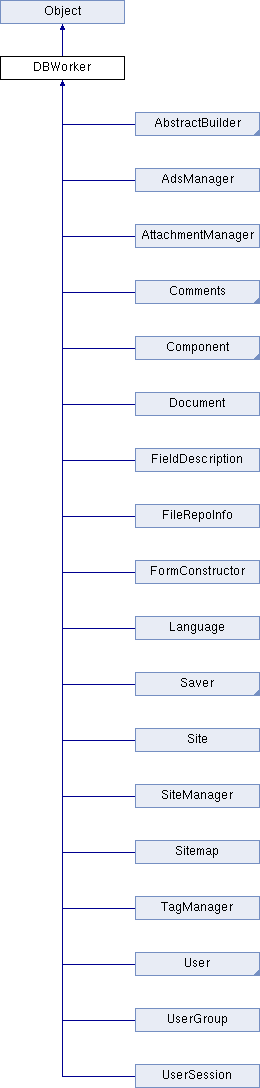 Object
DBWorker
AbstractBuilder
AdsManager
AttachmentManager
Comments
Component
Document
FieldDescription
FileRepoInfo
FormConstructor
Language
Saver
Site
SiteManager
Sitemap
TagManager
User
UserGroup
UserSession